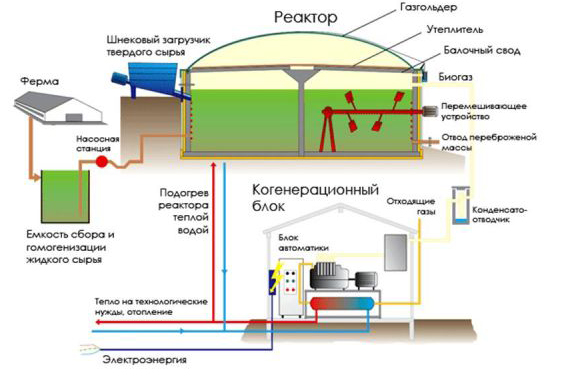 Реактор
Газгольдер
Утеплитель
Балочный свод
Биогаз
Шнековый загрузчик
твердого сырья
Ферма
Насосная
станция
Перемешивающее
устройство
Отвод переброженой
массы
Емкость сбора и
гомогенизации
жидкого сырья
Подогрев
реактора
теплой
водой
Когенерационный
блок
Отходящие
газы
Конденсато-
отводчик
Блок
автоматики
Тепло на технологические
нужды, отопление
Электроэнергия